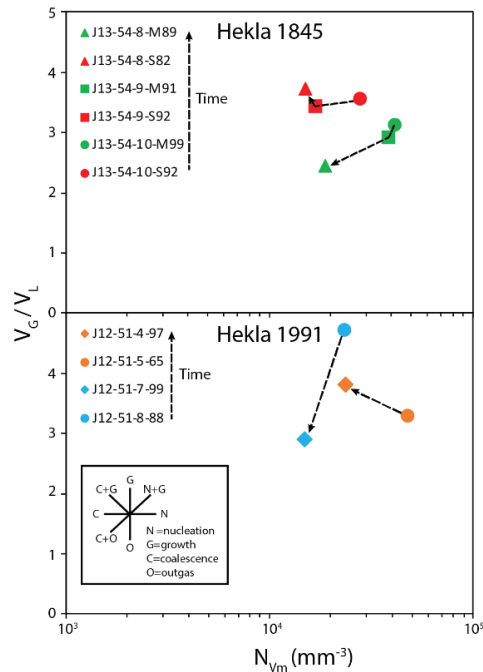 Hekla 1845
J13-54-8-M89
J13-54-8-S82
J13-54-9-M91
J13-54-9-S92
J13-54-10-M99
J13-54-10-S92
Time
5
4
3
2
1
0
V_G / V_L
Hekla 1991
J12-51-4-97
J12-51-5-65
J12-51-7-99
J12-51-8-88
Time
4
3
2
1
0
C+G
G
N+G
C
N
C+O
O
N =nucleation
G=growth
C=coalescence
O=outgas
10³
10⁴
10⁵
N_Vm (mm⁻³)